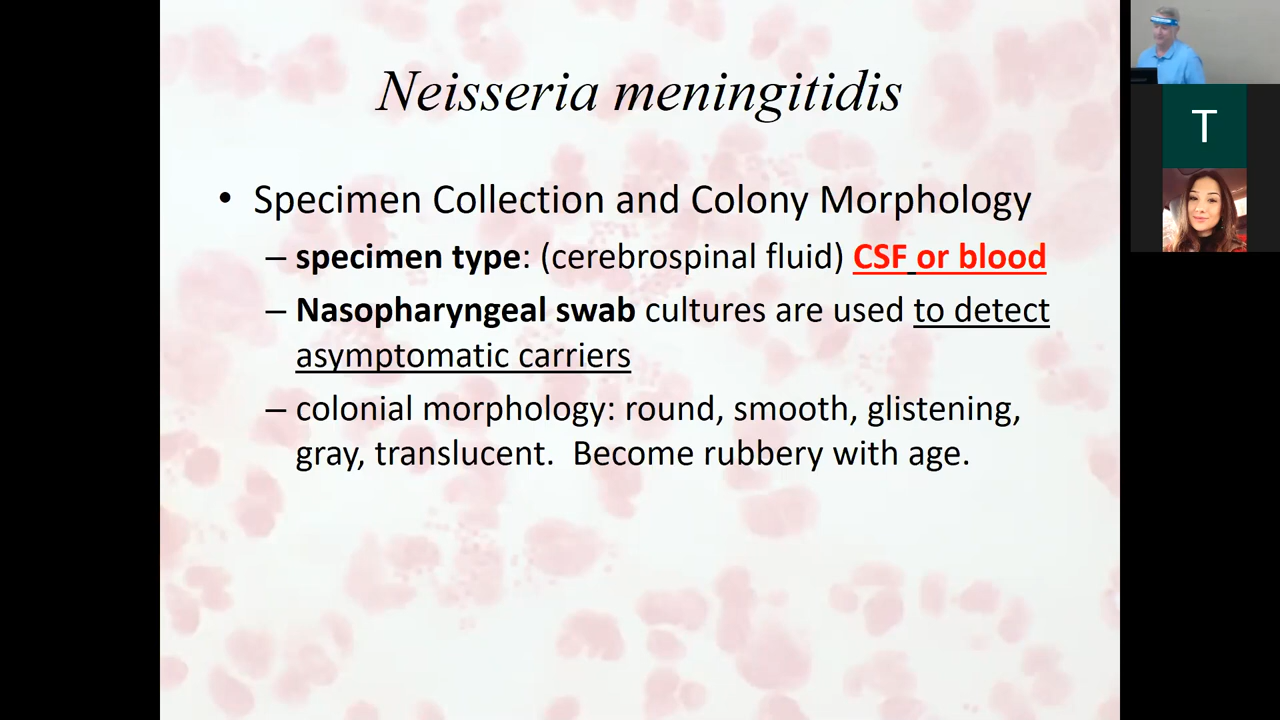 Neisseria meningitidis
• Specimen Collection and Colony Morphology
– specimen type: (cerebrospinal fluid) CSF or blood
– Nasopharyngeal swab cultures are used to detect
asymptomatic carriers
– colonial morphology: round, smooth, glistening,
gray, translucent.  Become rubbery with age.
T